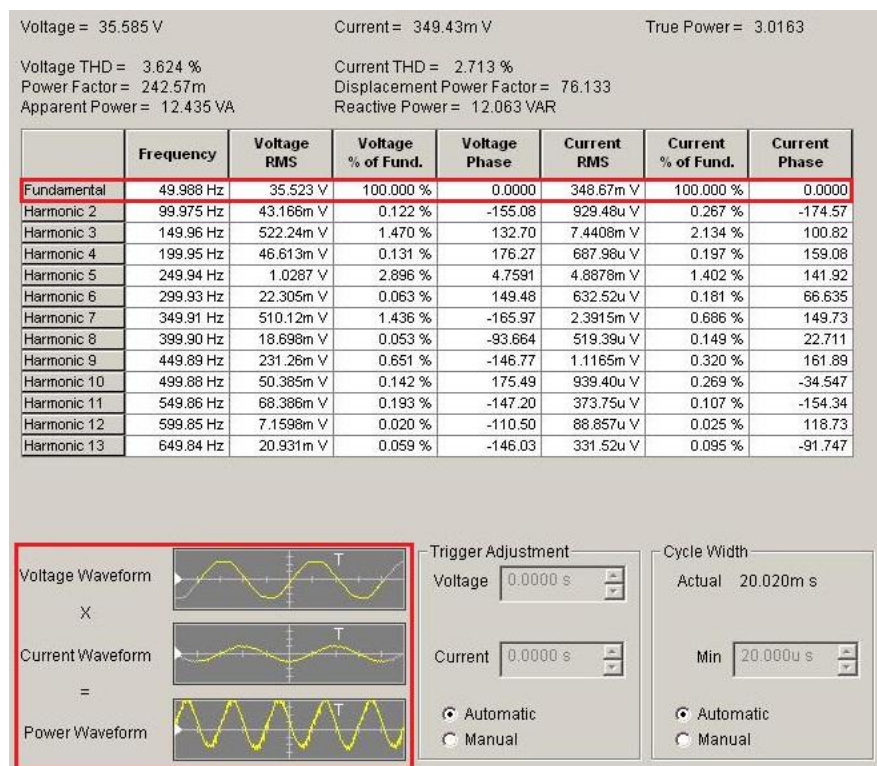 Voltage = 35.585 V Current = 349.43m V True Power = 3.0163
Voltage THD = 3.624 % Current THD = 2.713 %
Power Factor = 242.57m Displacement Power Factor = 76.133
Apparent Power = 12.435 VA Reactive Power = 12.063 VAR
Frequency Voltage RMS Voltage % of Fund. Voltage Phase Current RMS Current % of Fund. Current Phase
Fundamental 49.988 Hz 35.523 V 100.000 % 0.0000 348.67m V 100.000 % 0.0000
Harmonic 2 99.975 Hz 43.166m V 0.122 % -155.08 929.48u V 0.267 % -174.57
Harmonic 3 149.96 Hz 522.24m V 1.470 % 132.70 7.4408m V 2.134 % 100.82
Harmonic 4 199.95 Hz 46.613m V 0.131 % 176.27 687.98u V 0.197 % 159.08
Harmonic 5 249.94 Hz 1.0287 V 2.896 % 4.7591 4.8878m V 1.402 % 141.92
Harmonic 6 299.93 Hz 22.305m V 0.063 % 149.48 632.52u V 0.181 % 66.635
Harmonic 7 349.91 Hz 510.12m V 1.436 % -165.97 2.3915m V 0.686 % 149.73
Harmonic 8 399.90 Hz 18.698m V 0.053 % -93.664 519.39u V 0.149 % 22.711
Harmonic 9 449.89 Hz 231.26m V 0.651 % -146.77 1.1165m V 0.320 % 161.89
Harmonic 10 499.88 Hz 50.385m V 0.142 % 175.49 939.40u V 0.269 % -34.547
Harmonic 11 549.86 Hz 68.386m V 0.193 % -147.20 373.75u V 0.107 % -154.34
Harmonic 12 599.85 Hz 7.1598m V 0.020 % -110.50 88.857u V 0.025 % 118.73
Harmonic 13 649.84 Hz 20.931m V 0.059 % -146.03 331.52u V 0.095 % -91.747
Voltage Waveform
T
X
Current Waveform
T
=
Power Waveform
T
Trigger Adjustment
Voltage 0.0000 s
Current 0.0000 s
Automatic
Manual
Cycle Width
Actual 20.020m s
Min 20.000u s
Automatic
Manual